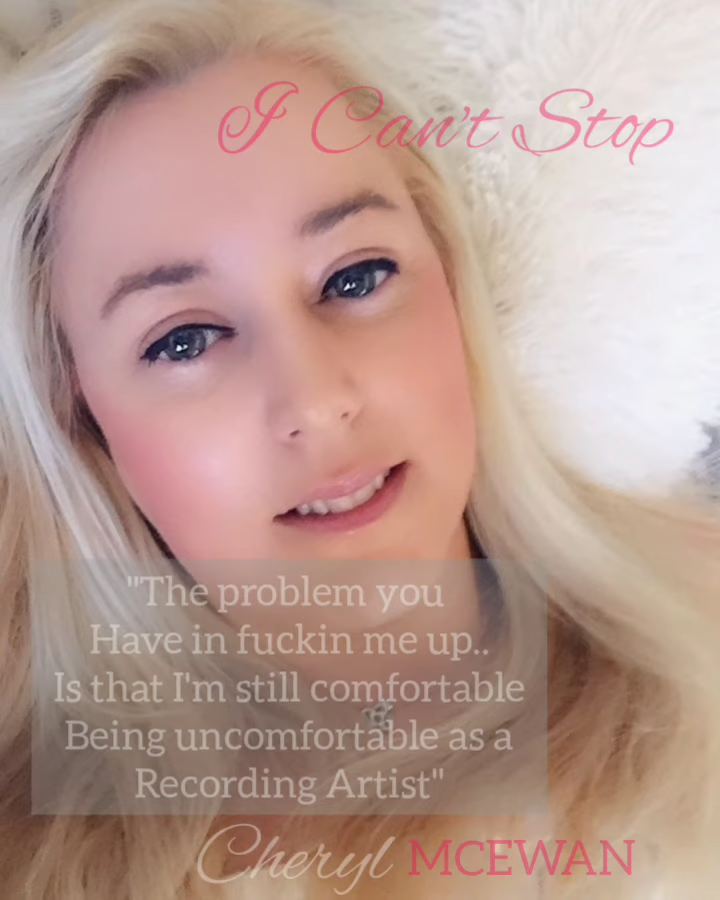 I Can't Stop
"The problem you
Have in fuckin me up..
Is that I'm still comfortable
Being uncomfortable as a
Recording Artist"
Cheryl MCEWAN